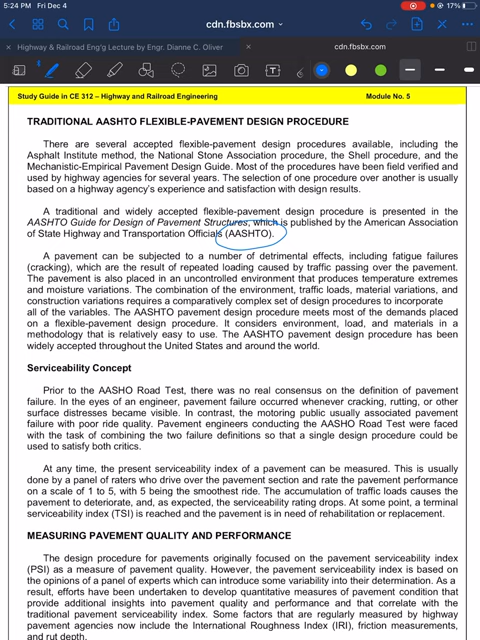 5:24 PM Fri Dec 4
17%
cdn.fbsbx.com
Highway & Railroad Eng'g Lecture by Engr. Dianne C. Oliver
cdn.fbsbx.com
Study Guide in CE 312 – Highway and Railroad Engineering Module No. 5
TRADITIONAL AASHTO FLEXIBLE-PAVEMENT DESIGN PROCEDURE
There are several accepted flexible-pavement design procedures available, including the
Asphalt Institute method, the National Stone Association procedure, the Shell procedure, and the
Mechanistic-Empirical Pavement Design Guide. Most of the procedures have been field verified and
used by highway agencies for several years. The selection of one procedure over another is usually
based on a highway agency's experience and satisfaction with design results.
A traditional and widely accepted flexible-pavement design procedure is presented in the
AASHTO Guide for Design of Pavement Structures, which is published by the American Association
of State Highway and Transportation Officials (AASHTO).
A pavement can be subjected to a number of detrimental effects, including fatigue failures
(cracking), which are the result of repeated loading caused by traffic passing over the pavement.
The pavement is also placed in an uncontrolled environment that produces temperature extremes
and moisture variations. The combination of the environment, traffic loads, material variations, and
construction variations requires a comparatively complex set of design procedures to incorporate
all of the variables. The AASHTO pavement design procedure meets most of the demands placed
on a flexible-pavement design procedure. It considers environment, load, and materials in a
methodology that is relatively easy to use. The AASHTO pavement design procedure has been
widely accepted throughout the United States and around the world.
Serviceability Concept
Prior to the AASHO Road Test, there was no real consensus on the definition of pavement
failure. In the eyes of an engineer, pavement failure occurred whenever cracking, rutting, or other
surface distresses became visible. In contrast, the motoring public usually associated pavement
failure with poor ride quality. Pavement engineers conducting the AASHO Road Test were faced
with the task of combining the two failure definitions so that a single design procedure could be
used to satisfy both critics.
At any time, the present serviceability index of a pavement can be measured. This is usually
done by a panel of raters who drive over the pavement section and rate the pavement performance
on a scale of 1 to 5, with 5 being the smoothest ride. The accumulation of traffic loads causes the
pavement to deteriorate, and, as expected, the serviceability rating drops. At some point, a terminal
serviceability index (TSI) is reached and the pavement is in need of rehabilitation or replacement.
MEASURING PAVEMENT QUALITY AND PERFORMANCE
The design procedure for pavements originally focused on the pavement serviceability index
(PSI) as a measure of pavement quality. However, the pavement serviceability index is based on
the opinions of a panel of experts which can introduce some variability into their determination. As a
result, efforts have been undertaken to develop quantitative measures of pavement condition that
provide additional insights into pavement quality and performance and that correlate with the
traditional pavement serviceability index. Some factors that are regularly measured by highway
pavement agencies now include the International Roughness Index (IRI), friction measurements,
and rut depth.